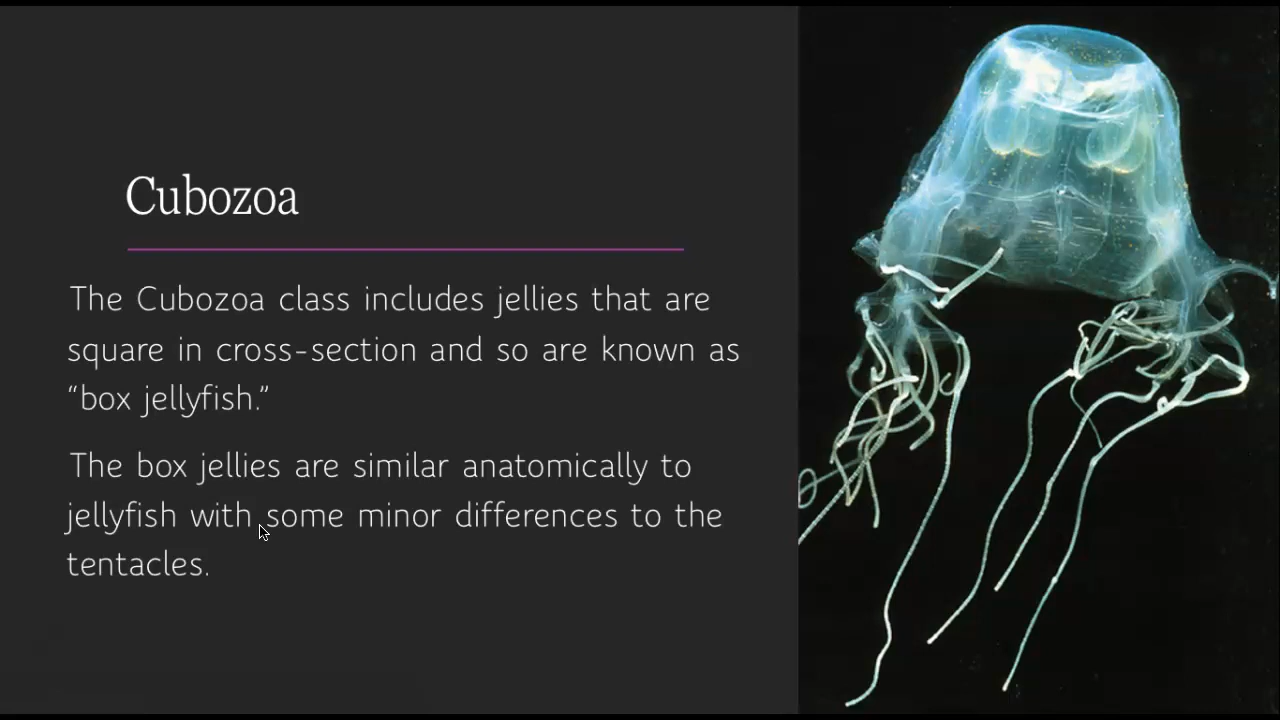 Cubozoa
The Cubozoa class includes jellies that are
square in cross-section and so are known as
“box jellyfish.”
The box jellies are similar anatomically to
jellyfish with some minor differences to the
tentacles.